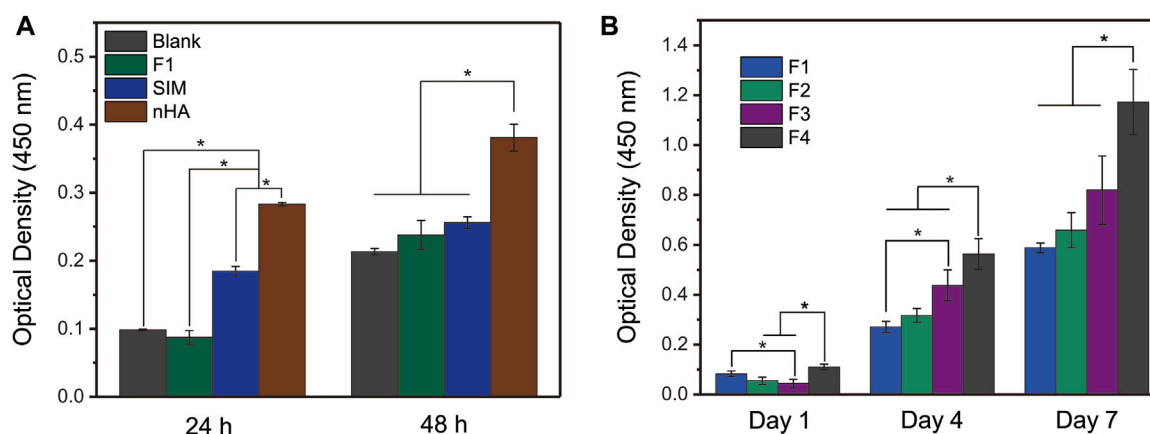 A
Optical Density (450 nm)
0.5
0.4
0.3
0.2
0.1
0.0
Blank
F1
SIM
nHA
*
*
*
*
24 h
48 h
B
Optical Density (450 nm)
1.4
1.2
1.0
0.8
0.6
0.4
0.2
0.0
F1
F2
F3
F4
*
*
*
*
*
Day 1
Day 4
Day 7